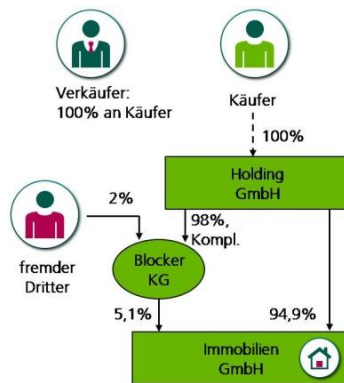 Verkäufer:
100% an Käufer
Käufer
100%
Holding
GmbH
2%
98%,
Kompl.
fremder
Dritter
Blocker
KG
5,1%
94,9%
Immobilien
GmbH